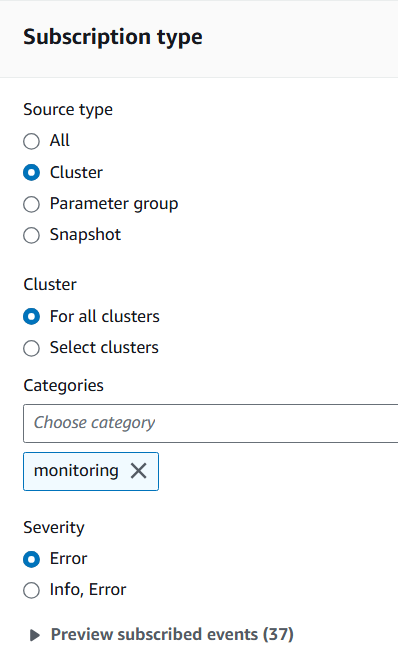 Subscription type
Source type
All
Cluster
Parameter group
Snapshot
Cluster
For all clusters
Select clusters
Categories
Choose category
monitoring
Severity
Error
Info, Error
Preview subscribed events (37)